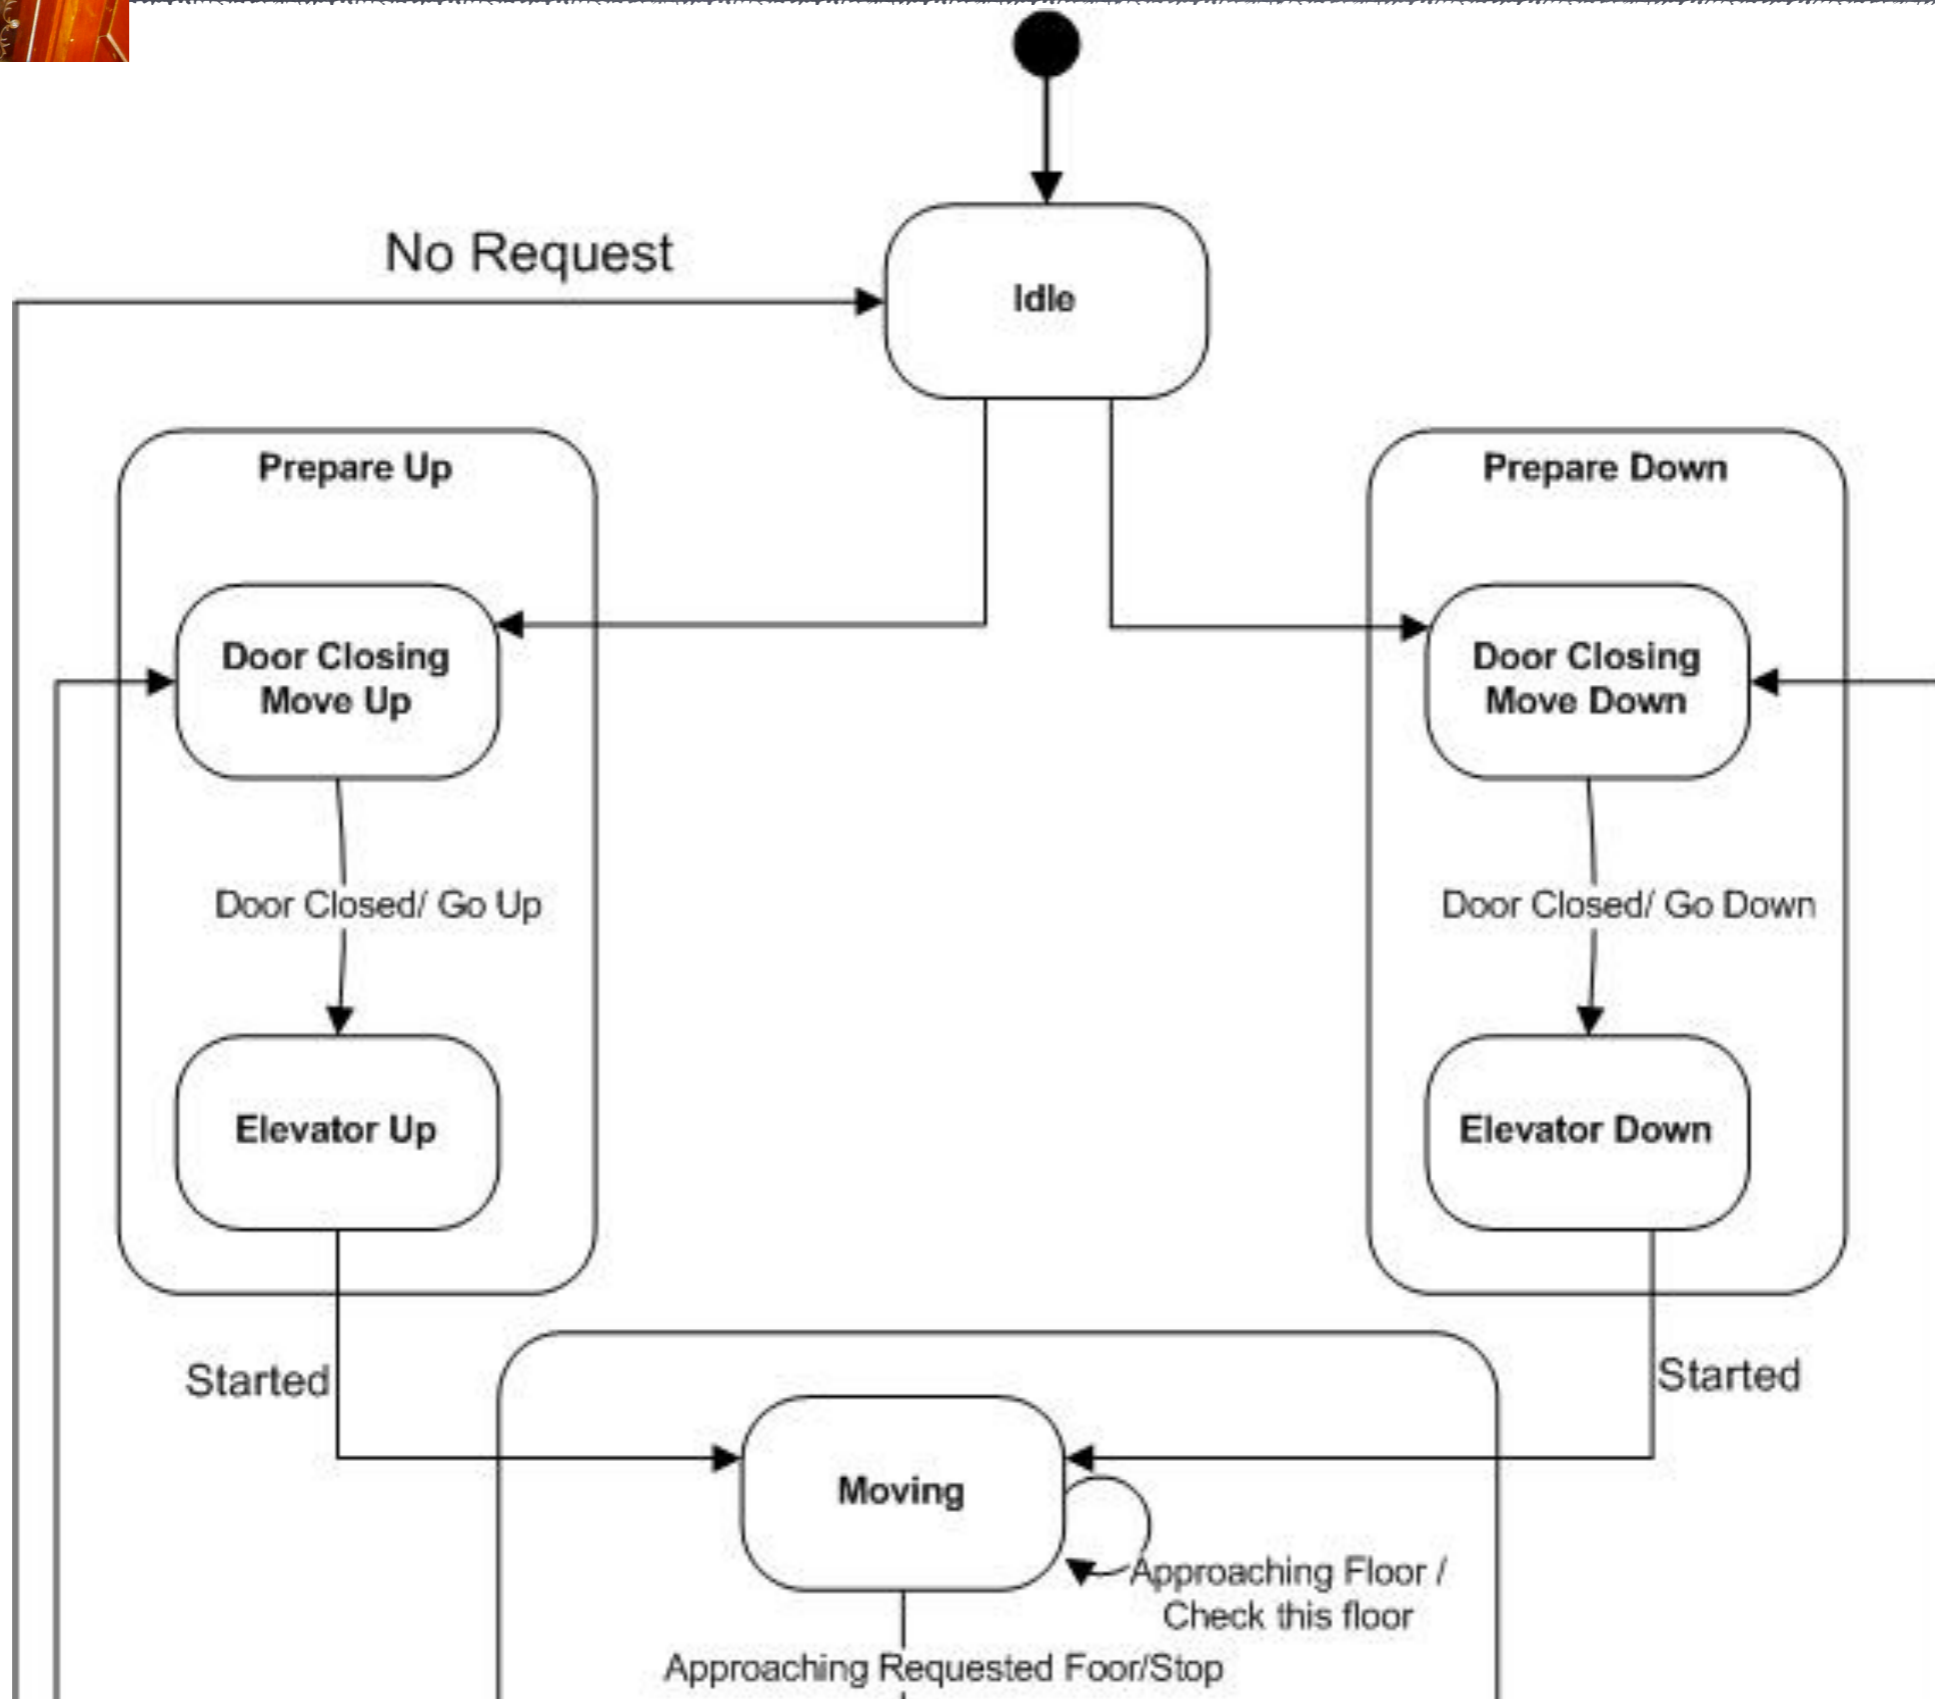 No Request
Idle
Prepare Up
Prepare Down
Door Closing
Move Up
Door Closing
Move Down
Door Closed/ Go Up
Door Closed/ Go Down
Elevator Up
Elevator Down
Started
Started
Moving
Approaching Floor /
Check this floor
Approaching Requested Foor/Stop